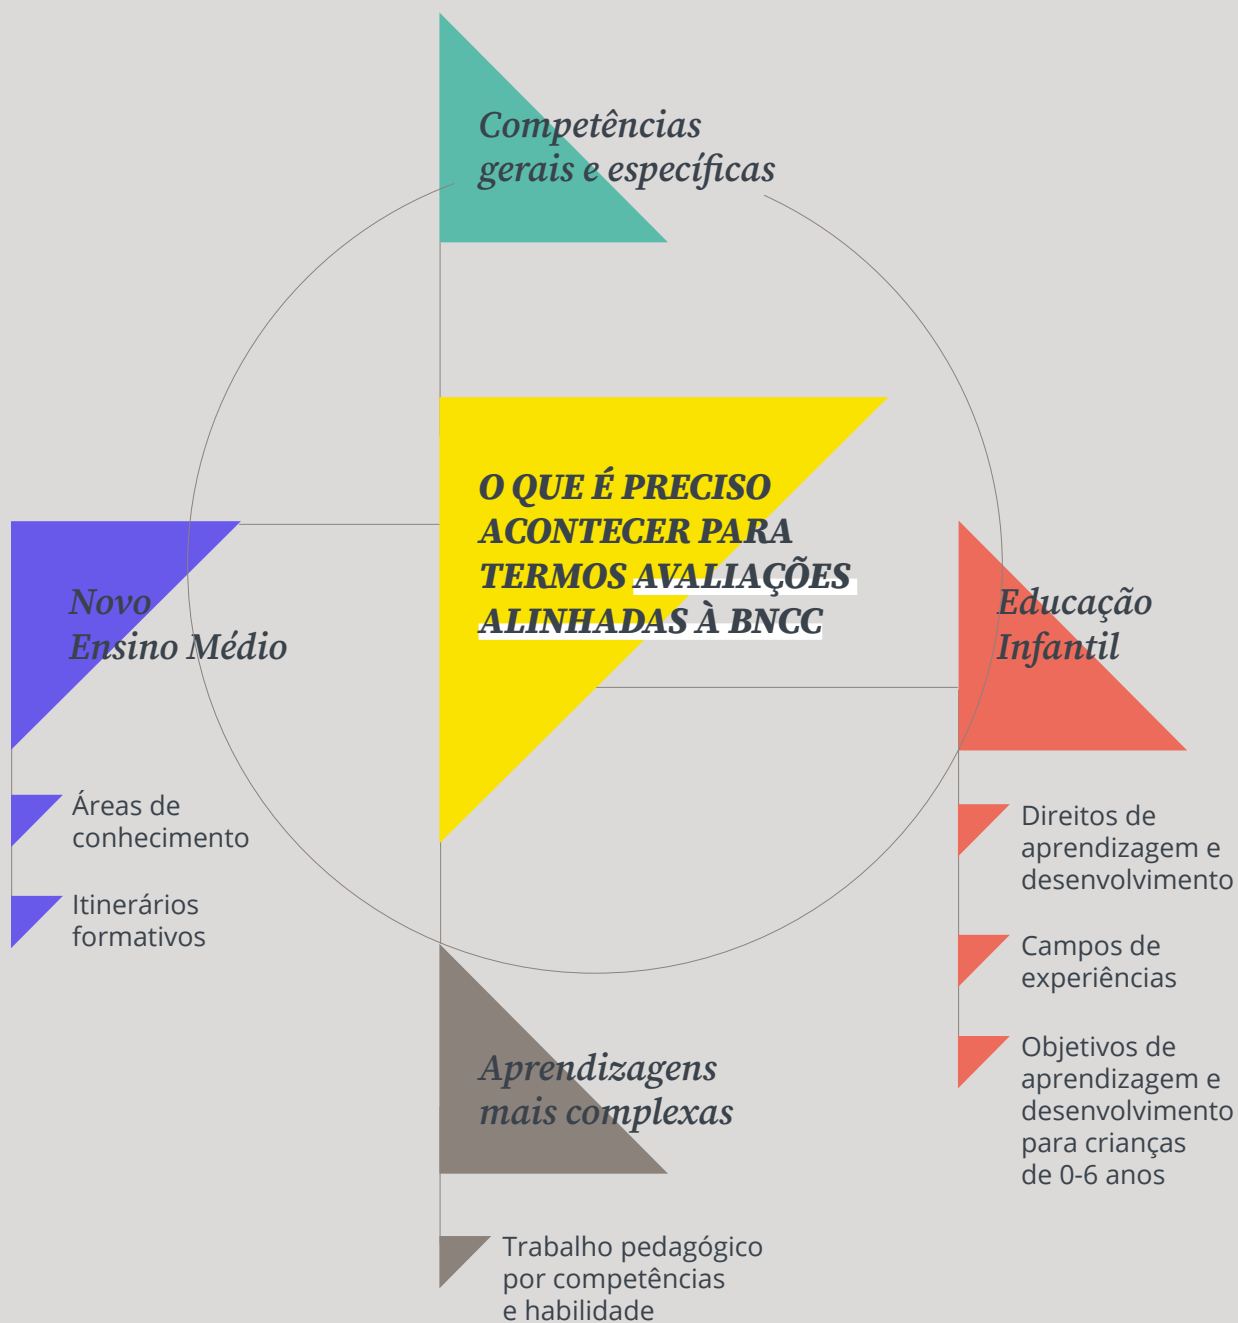 Competências
gerais e específicas
O QUE É PRECISO
ACONTECER PARA
TERMOS AVALIAÇÕES
ALINHADAS À BNCC
Novo
Ensino Médio
Áreas de
conhecimento
Itinerários
formativos
Educação
Infantil
Direitos de
aprendizagem e
desenvolvimento
Campos de
experiências
Objetivos de
aprendizagem e
desenvolvimento
para crianças
de 0-6 anos
Aprendizagens
mais complexas
Trabalho pedagógico
por competências
e habilidade